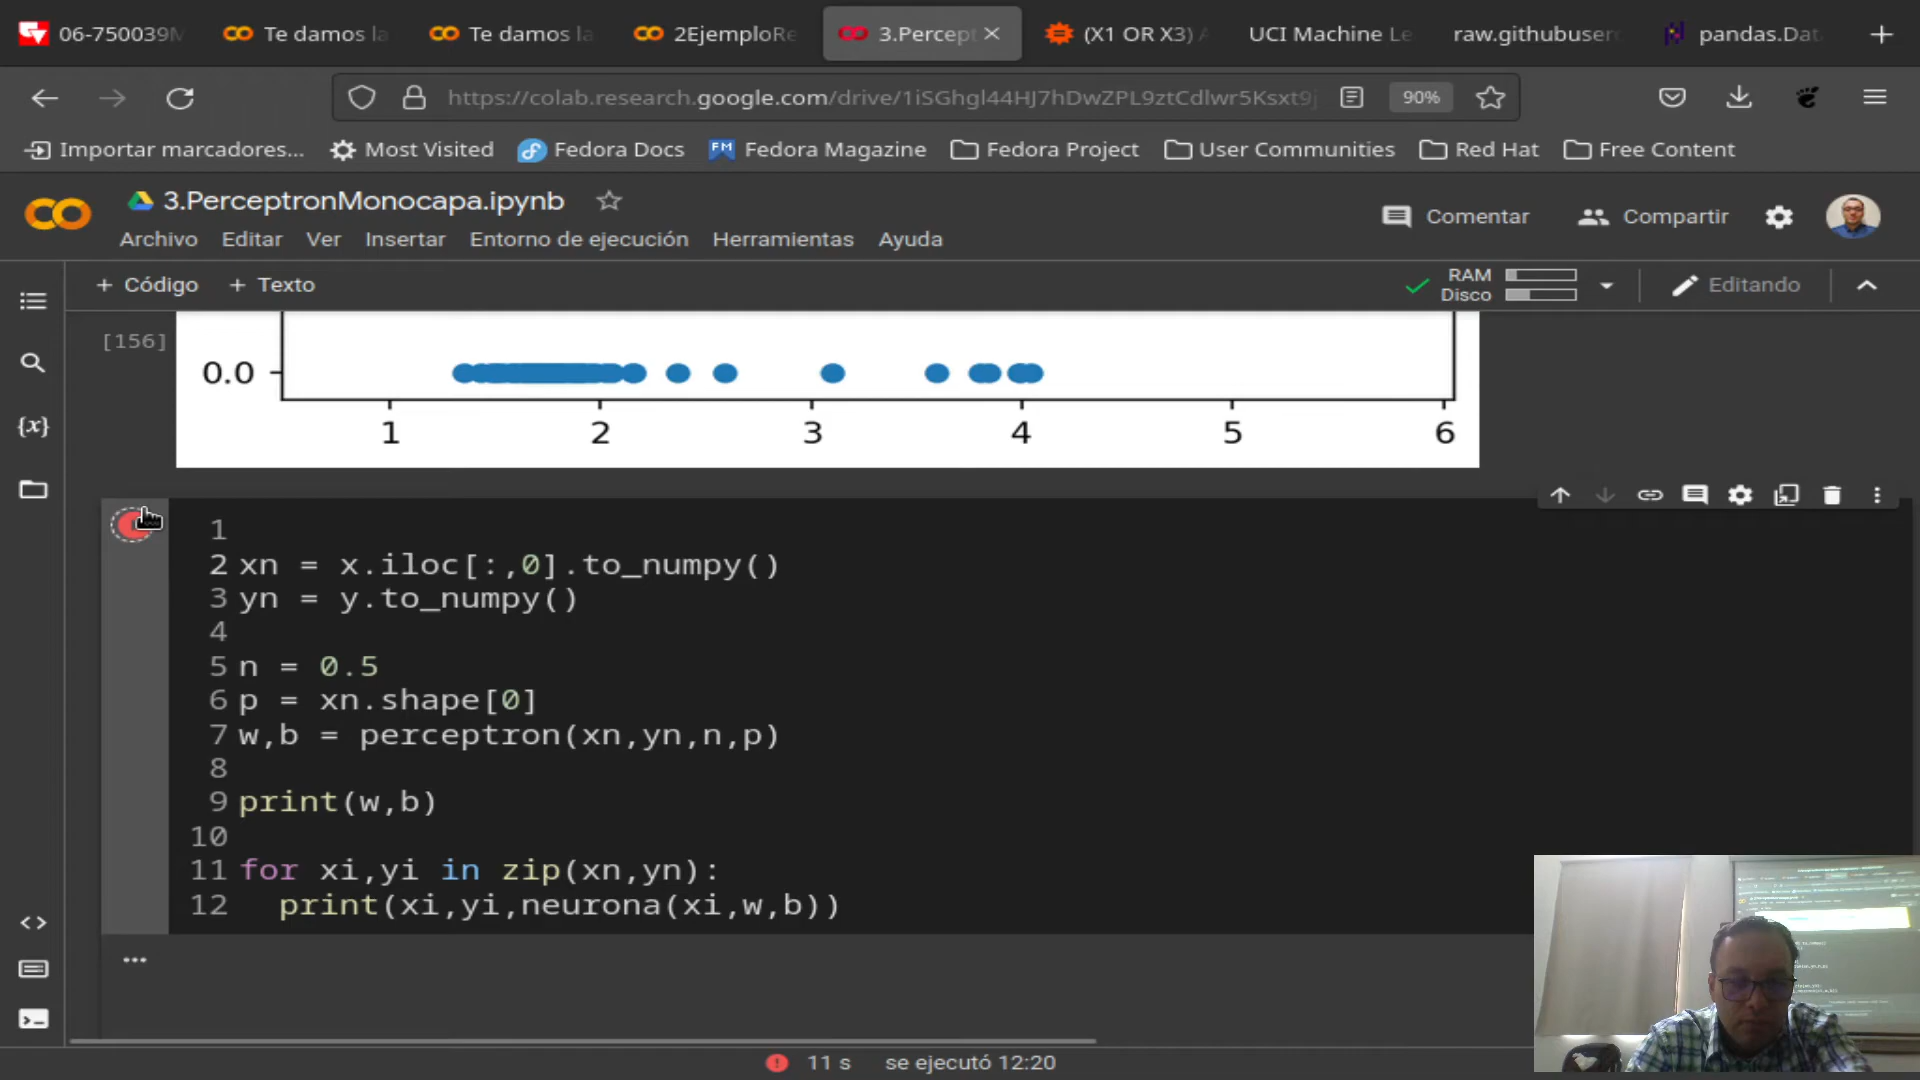 06-750039M
Te damos la
Te damos la
2EjemploRe
3.Percept
(X1 OR X3) A
UCI Machine Le
raw.githubuserc
pandas.Dat
https://colab.research.google.com/drive/1iSGhgl44HJ7hDwZPL9ztCdlwr5Ksxt9j
90%
Importar marcadores...
Most Visited
Fedora Docs
FM
Fedora Magazine
Fedora Project
User Communities
Red Hat
Free Content
3.PerceptronMonocapa.ipynb
Comentar
Compartir
Archivo
Editar
Ver
Insertar
Entorno de ejecución
Herramientas
Ayuda
+ Código
+ Texto
RAM
Disco
Editando
[156]
0.0
1 2 3 4 5 6
{x}
1
2 xn = x.iloc[:,0].to_numpy()
3 yn = y.to_numpy()
4
5 n = 0.5
6 p = xn.shape[0]
7 w,b = perceptron(xn,yn,n,p)
8
9 print(w,b)
10
11 for xi,yi in zip(xn,yn):
12   print(xi,yi,neurona(xi,w,b))
...
11 s
se ejecutó 12:20